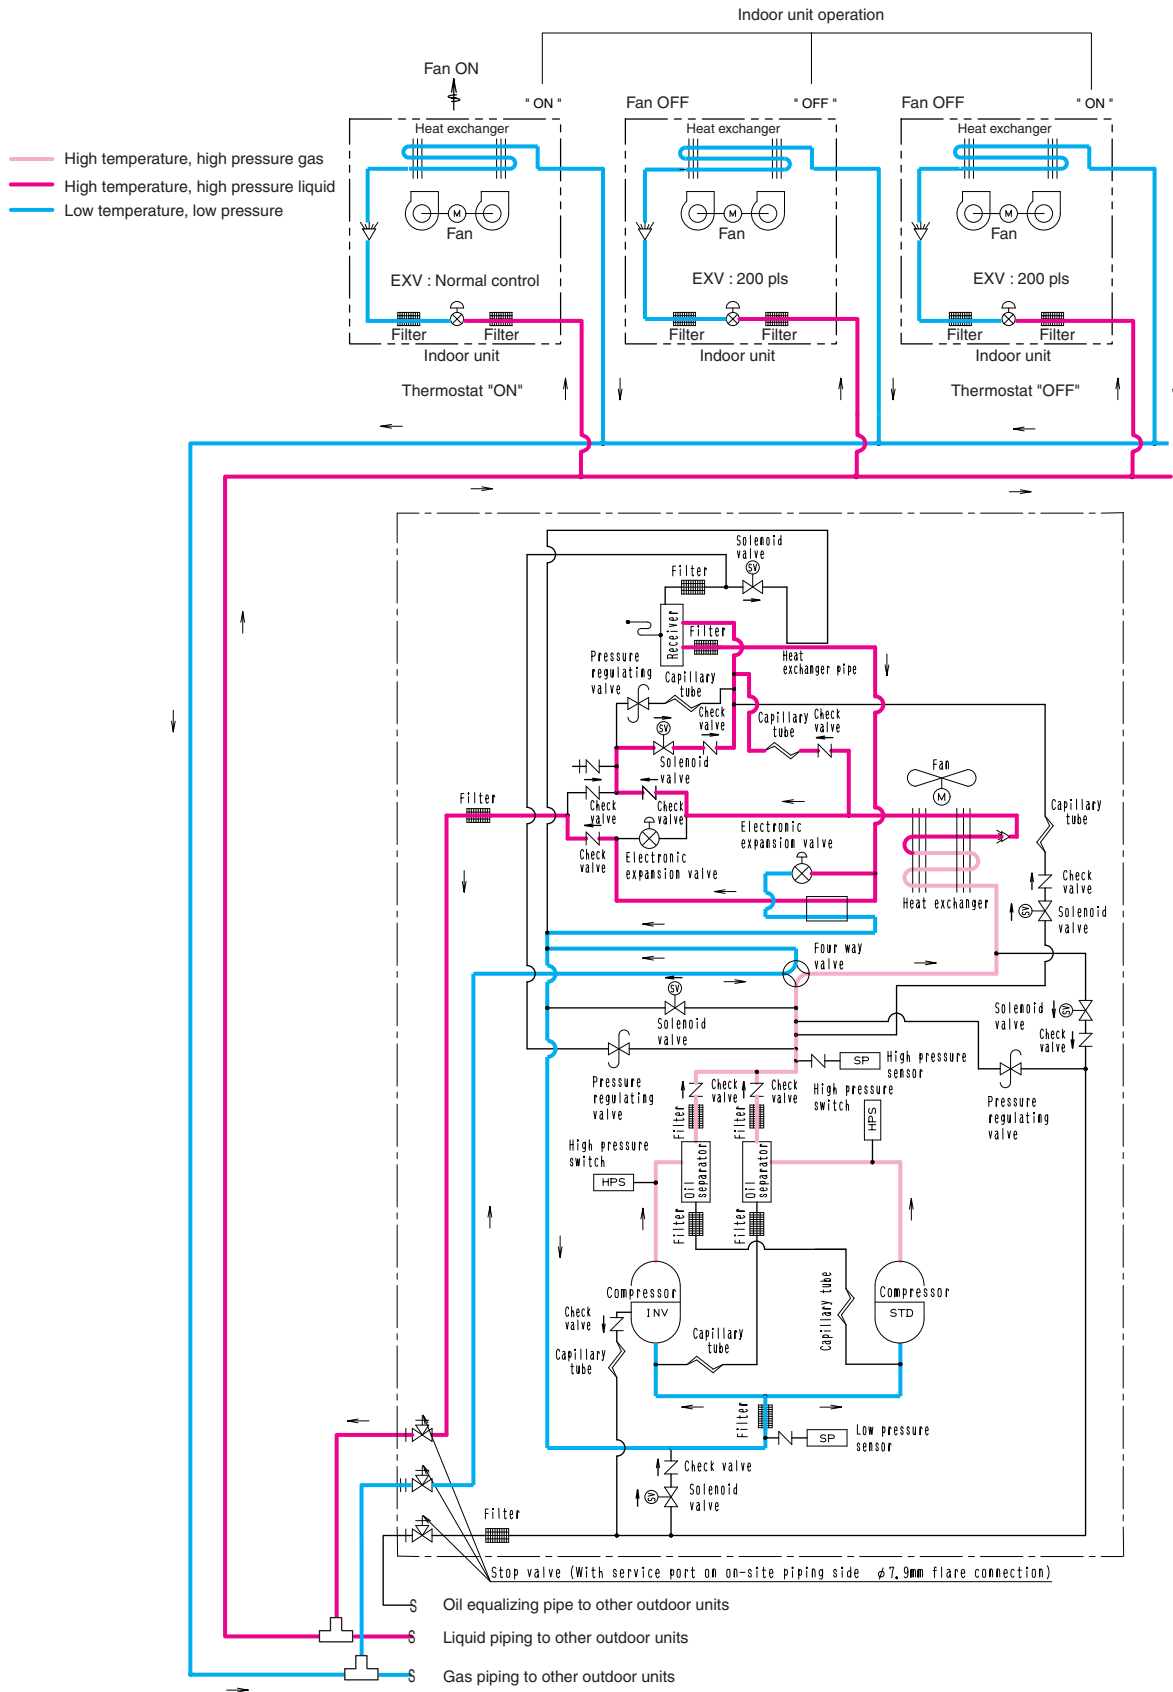 Indoor unit operation
Fan ON
" ON "
Fan OFF
" OFF "
Fan OFF
" ON "
Heat exchanger
Heat exchanger
Heat exchanger
High temperature, high pressure gas
High temperature, high pressure liquid
Low temperature, low pressure
M
M
M
Fan
Fan
Fan
EXV : Normal control
EXV : 200 pls
EXV : 200 pls
Filter
Filter
Filter
Filter
Filter
Filter
Indoor unit
Indoor unit
Indoor unit
Thermostat "ON"
Thermostat "OFF"
Solenoid
valve
SV
Filter
Receiver
Filter
Heat
exchanger pipe
Pressure
regulating
valve
Capillary
tube
Check
valve
Capillary
tube
Check
valve
SV
Solenoid
valve
Fan
M
Filter
Check
valve
Check
valve
Capillary
tube
Electronic
expansion valve
Check
valve
Electronic
expansion valve
Heat exchanger
Check
valve
SV
Solenoid
valve
Four way
valve
SV
Solenoid
valve
Solenoid
valve
SV
Check
valve
High pressure
sensor
SP
Pressure
regulating
valve
Check
valve
Check
valve
High pressure
switch
HPS
Pressure
regulating
valve
Filter
Filter
High pressure
switch
HPS
Oil
separator
Oil
separator
Filter
Filter
Compressor
INV
Compressor
STD
Check
valve
Capillary
tube
Capillary
tube
Capillary tube
Filter
SP
Low pressure
sensor
Check valve
SV
Solenoid
valve
Filter
Stop valve (With service port on on-site piping side φ7.9mm flare connection)
S Oil equalizing pipe to other outdoor units
S Liquid piping to other outdoor units
S Gas piping to other outdoor units